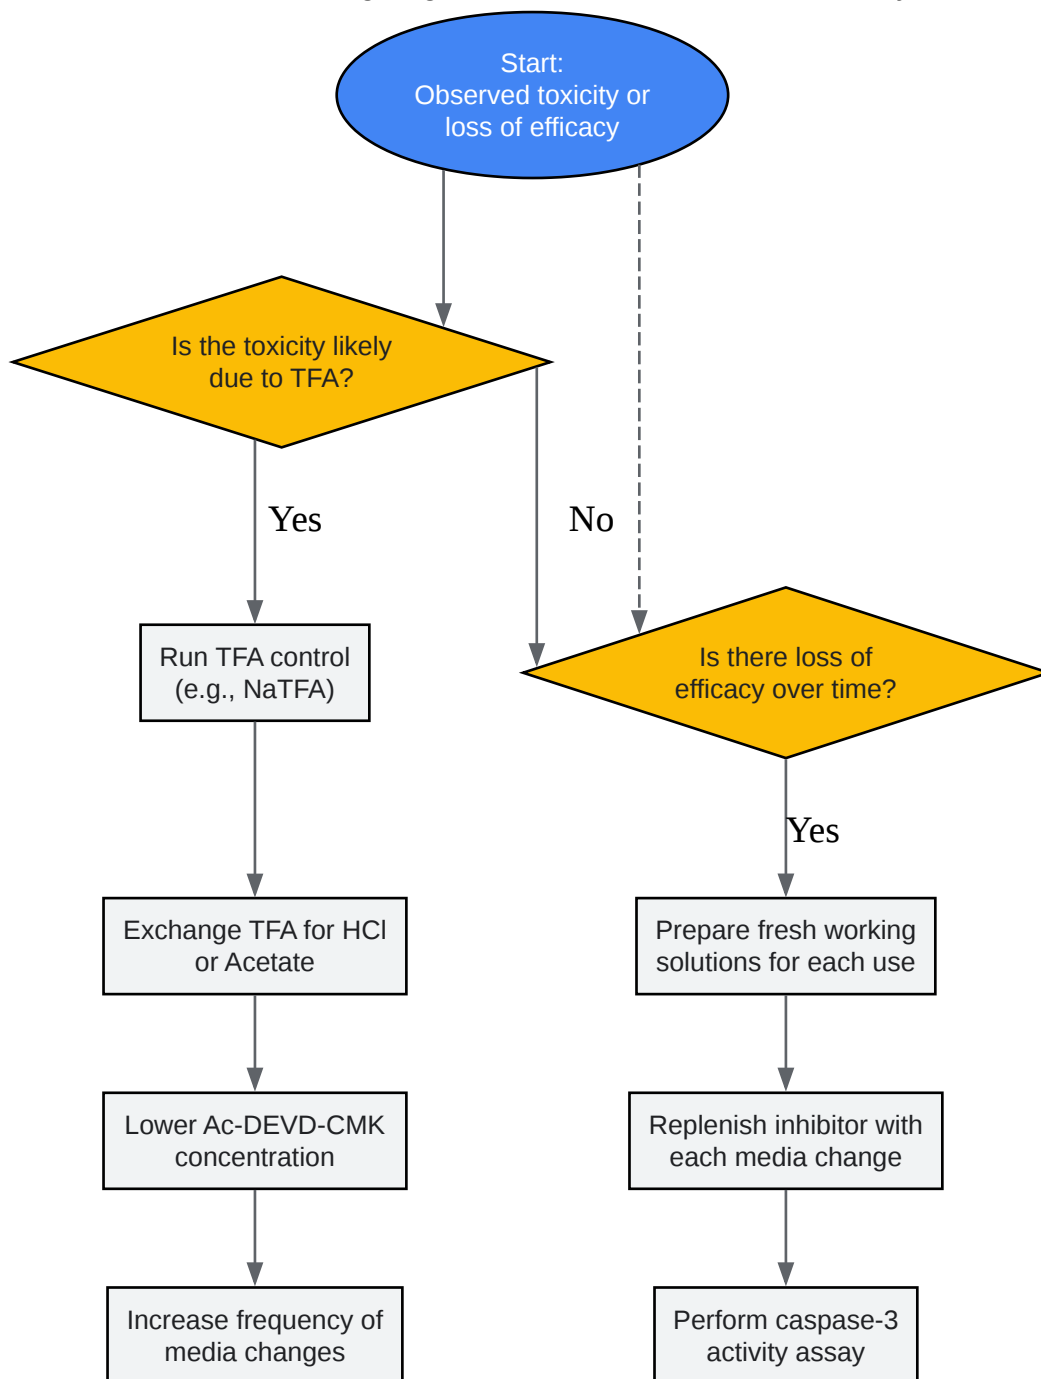 Start:
Observed toxicity or
loss of efficacy
Is the toxicity likely
due to TFA?
Yes
No
Run TFA control
(e.g., NaTFA)
Is there loss of
efficacy over time?
Yes
Exchange TFA for HCl
or Acetate
Prepare fresh working
solutions for each use
Lower Ac-DEVD-CMK
concentration
Replenish inhibitor with
each media change
Increase frequency of
media changes
Perform caspase-3
activity assay